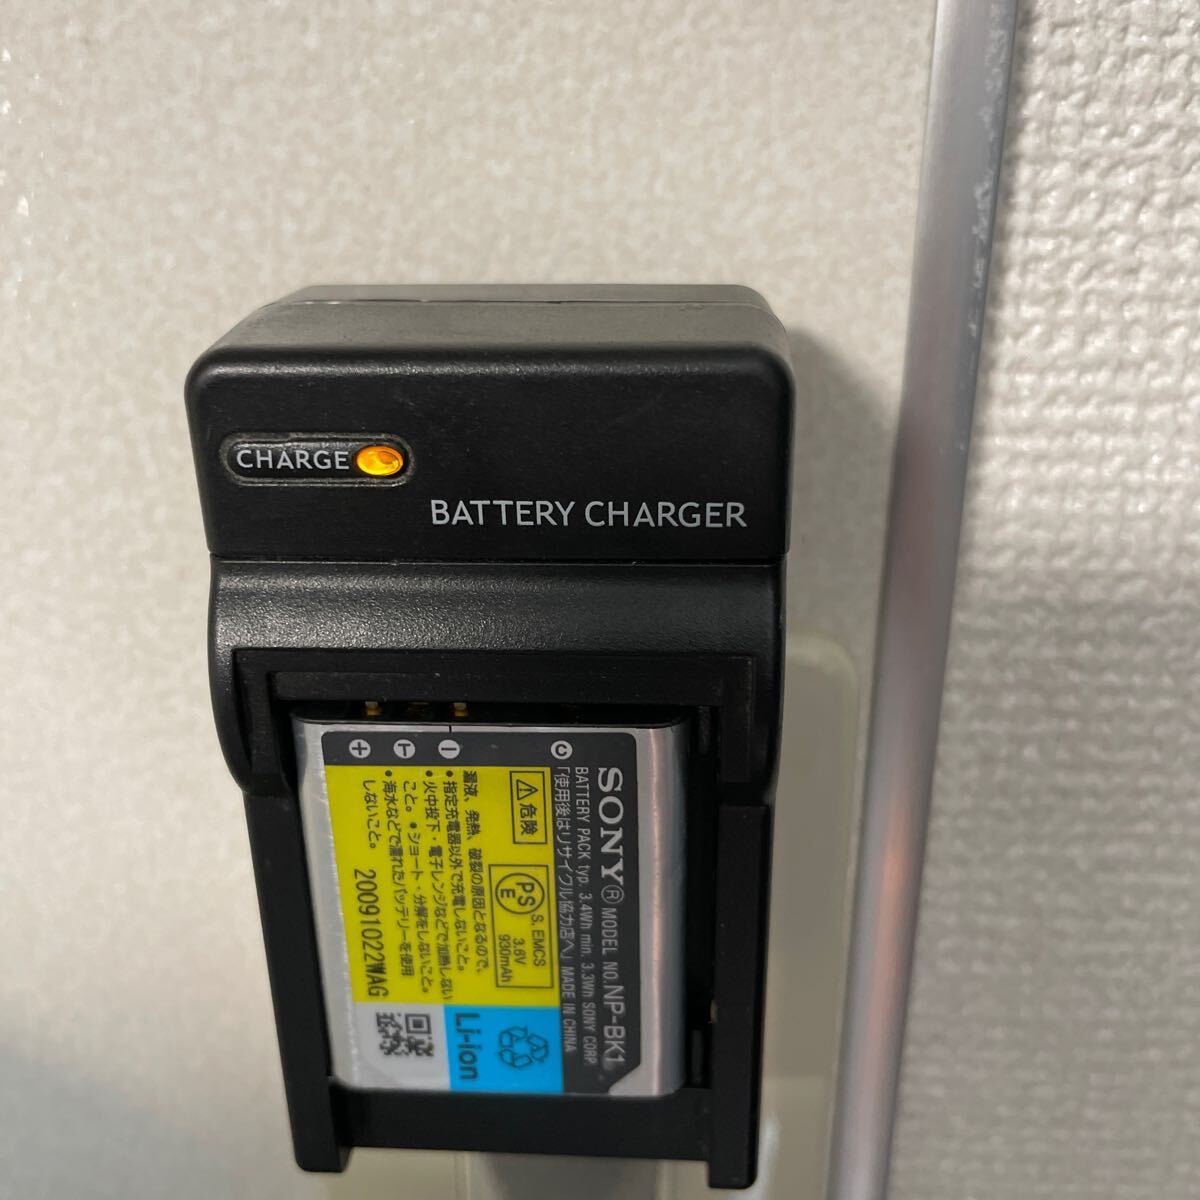 CHARGE
BATTERY CHARGER
SONY® MODEL NO.NP-BK1
BATTERY PACK typ. 3.4Wh min. 3.3Wh SONY CORP.
「使用後はリサイクル協力店へ」 MADE IN CHINA
C
− T +
⚠危険
PS
E
S. EMCS
3.6V
930mAh
漏液、発熱、破裂の原因となるので、
・指定充電器以外で充電しないこと。
・火中投下・電子レンジなどで加熱しない
こと。・ショート・分解をしないこと。
・海水などで濡れたバッテリーを使用
しないこと。
20091022WAG
Li-ion